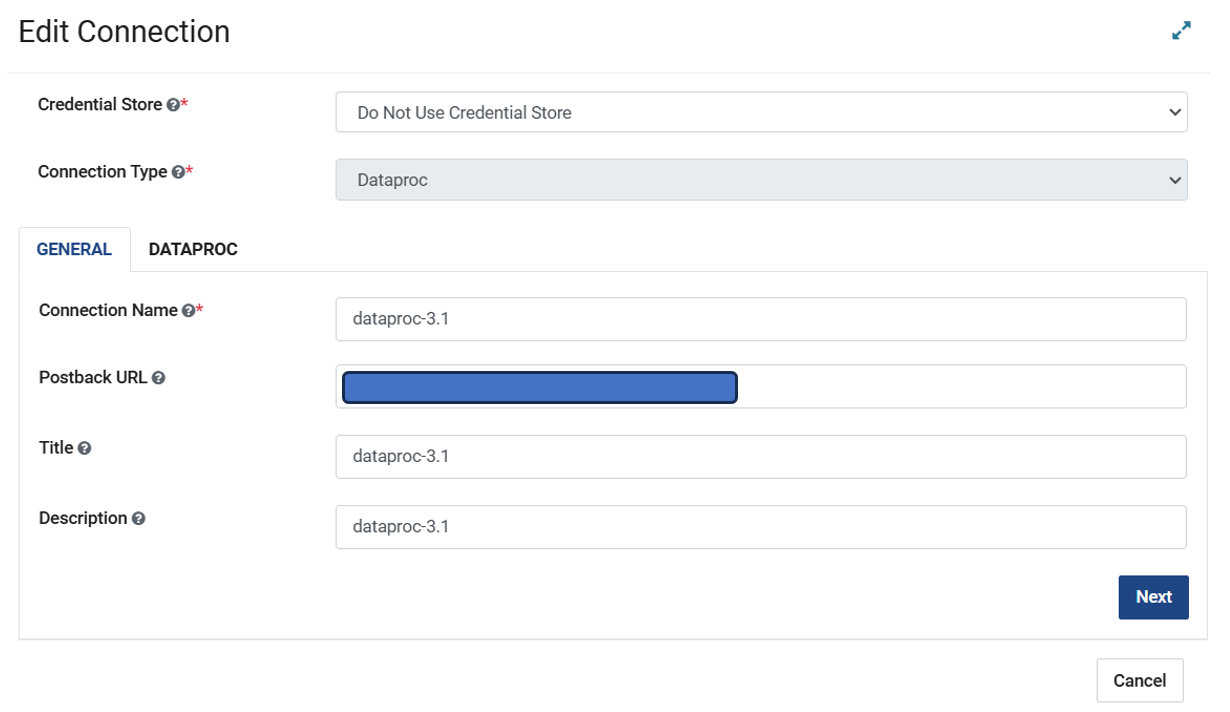 Edit Connection
Credential Store ?*
Do Not Use Credential Store
Connection Type ?*
Dataproc
GENERAL DATAPROC
Connection Name ?*
dataproc-3.1
Postback URL ?
Title ?
dataproc-3.1
Description ?
dataproc-3.1
Next
Cancel